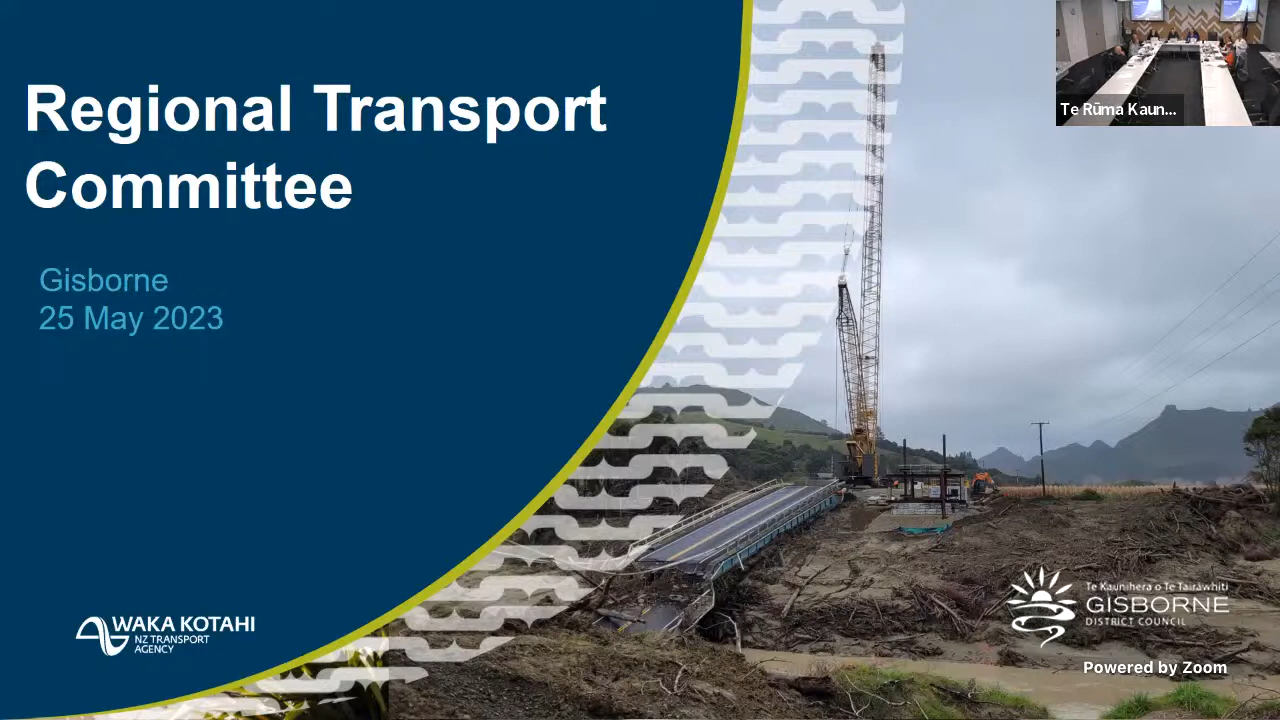 Regional Transport
Committee
Gisborne
25 May 2023
WAKA KOTAHI
NZ TRANSPORT
AGENCY
Te Rūma Kaun...
Te Kaunihera o Te Tairāwhiti
GISBORNE
DISTRICT COUNCIL
Powered by Zoom